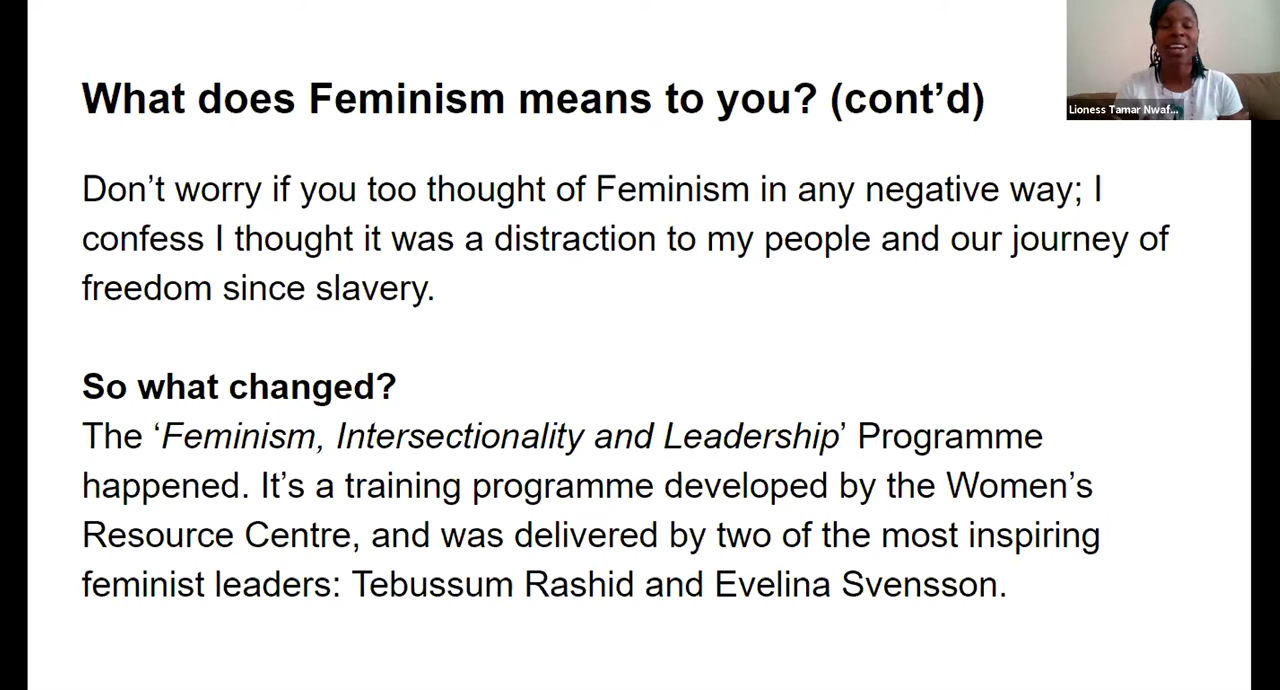 What does Feminism means to you? (cont’d)
Lioness Tamar Nwaf...
Don’t worry if you too thought of Feminism in any negative way; I
confess I thought it was a distraction to my people and our journey of
freedom since slavery.
So what changed?
The ‘Feminism, Intersectionality and Leadership’ Programme
happened. It’s a training programme developed by the Women’s
Resource Centre, and was delivered by two of the most inspiring
feminist leaders: Tebussum Rashid and Evelina Svensson.